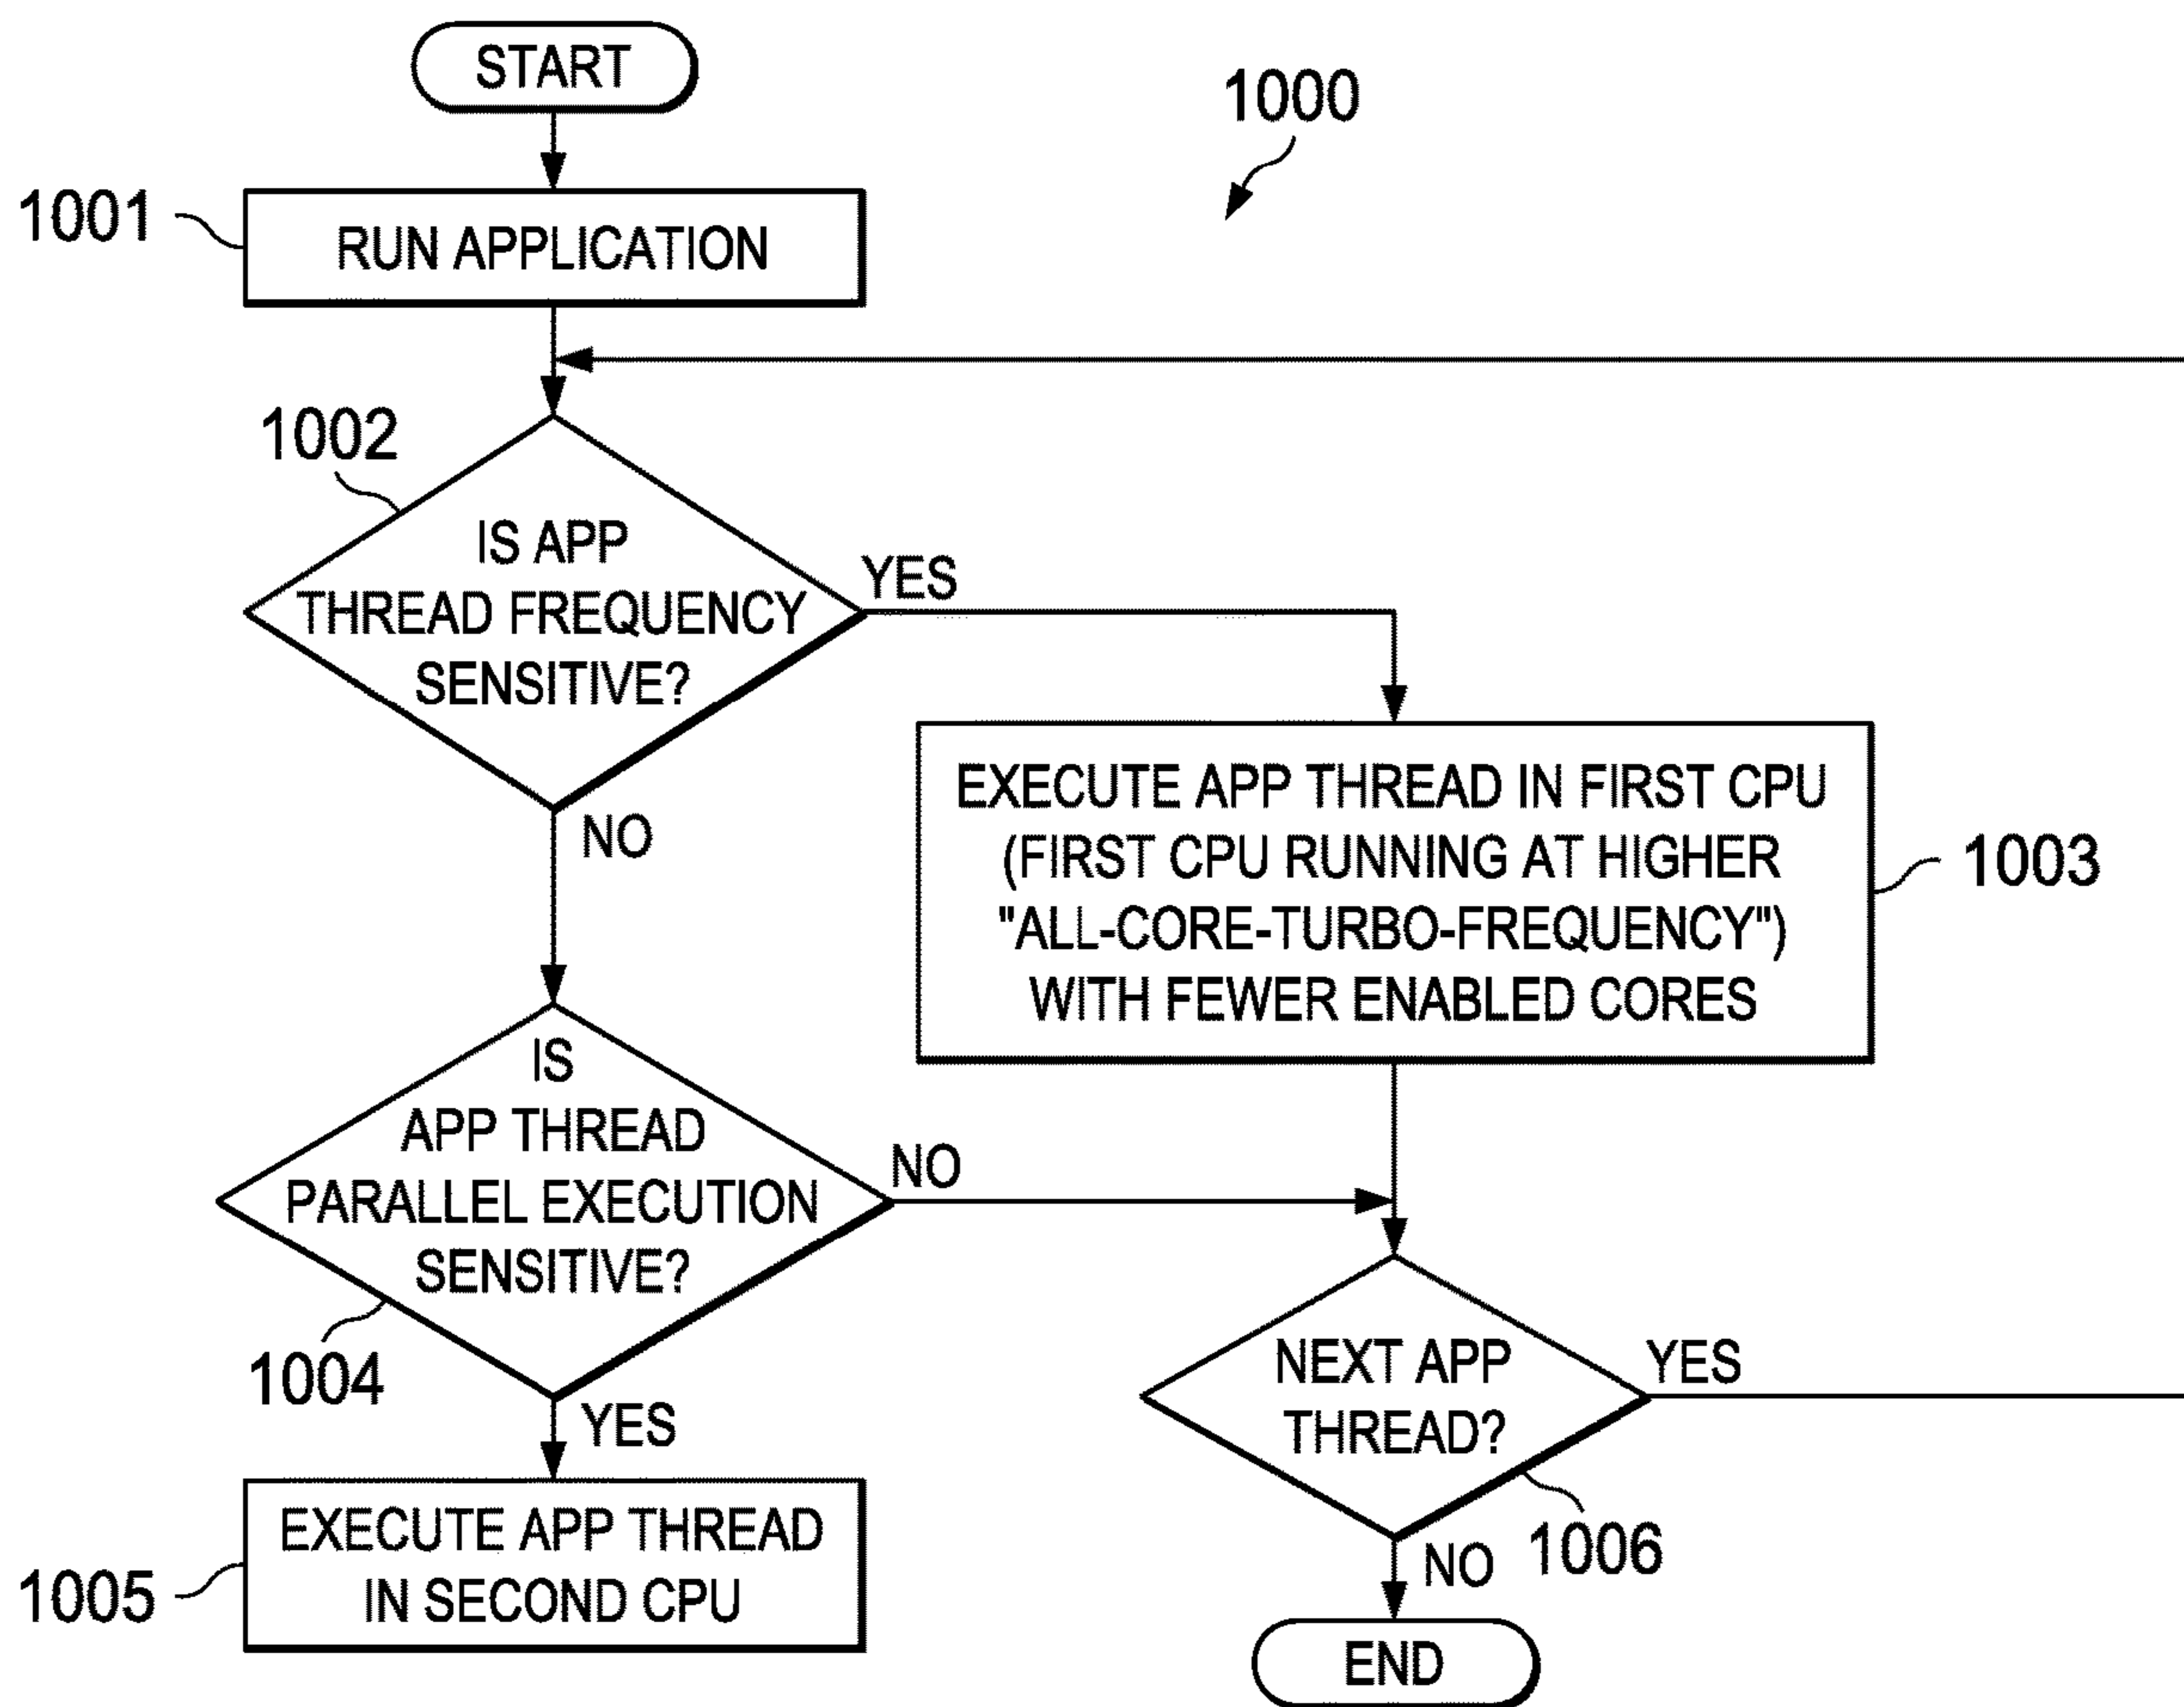 START
1000
1001
RUN APPLICATION
1002
IS APP
THREAD FREQUENCY
SENSITIVE?
YES
NO
EXECUTE APP THREAD IN FIRST CPU
(FIRST CPU RUNNING AT HIGHER
"ALL-CORE-TURBO-FREQUENCY")
WITH FEWER ENABLED CORES
1003
IS
APP THREAD
PARALLEL EXECUTION
SENSITIVE?
NO
1004
YES
EXECUTE APP THREAD
IN SECOND CPU
1005
NEXT APP
THREAD?
YES
1006
NO
END